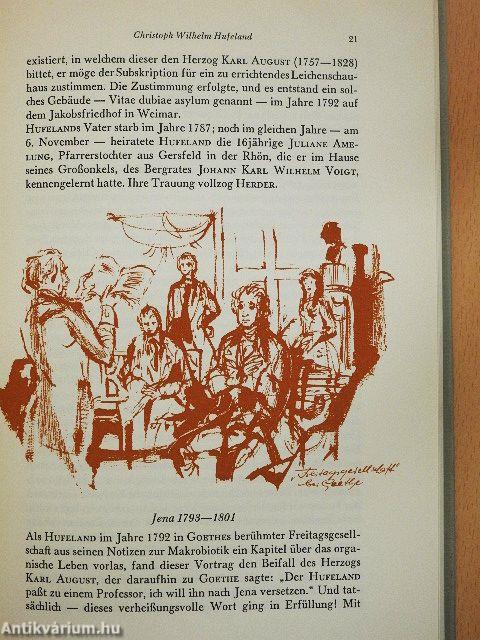 Christoph Wilhelm Hufeland 21
existiert, in welchem dieser den Herzog KARL AUGUST (1757—1828)
bittet, er möge der Subskription für ein zu errichtendes Leichenschau-
haus zustimmen. Die Zustimmung erfolgte, und es entstand ein sol-
ches Gebäude — Vitae dubiae asylum genannt — im Jahre 1792 auf
dem Jakobsfriedhof in Weimar.
HUFELANDS Vater starb im Jahre 1787; noch im gleichen Jahre — am
6. November — heiratete HUFELAND die 16jährige JULIANE AME-
LUNG, Pfarrerstochter aus Gersfeld in der Rhön, die er im Hause
seines Großonkels, des Bergrates JOHANN KARL WILHELM VOIGT,
kennengelernt hatte. Ihre Trauung vollzog HERDER.
"Freitagsgesellschaft"
bei Goethe
Jena 1793—1801
Als HUFELAND im Jahre 1792 in GOETHES berühmter Freitagsgesell-
schaft aus seinen Notizen zur Makrobiotik ein Kapitel über das orga-
nische Leben vorlas, fand dieser Vortrag den Beifall des Herzogs
KARL AUGUST, der daraufhin zu GOETHE sagte: „Der HUFELAND
paßt zu einem Professor, ich will ihn nach Jena versetzen.“ Und tat-
sächlich — dieses verheißungsvolle Wort ging in Erfüllung! Mit
Antikvárium.hu